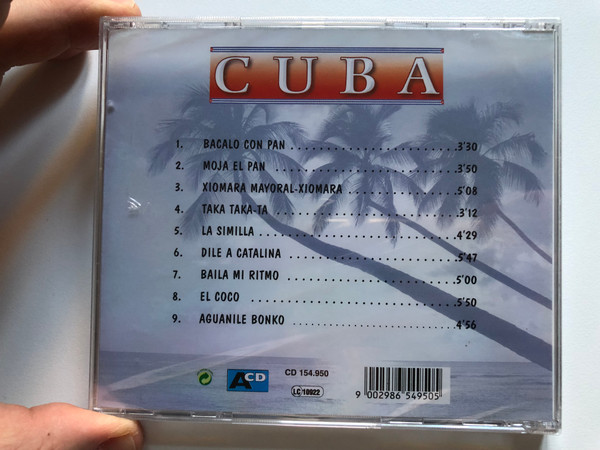 CUBA
1. BACALO CON PAN ........................ 3'30
2. MOJA EL PAN ........................ 3'50
3. XIOMARA MAYORAL-XIOMARA ................ 5'08
4. TAKA TAKA-TA ........................ 3'12
5. LA SIMILLA ........................ 4'29
6. DILE A CATALINA ........................ 5'47
7. BAILA MI RITMO ........................ 5'00
8. EL COCO ........................ 5'50
9. AGUANILE BONKO ........................ 4'56
ACD CD 154.950
LC 10922
9 002986 549505